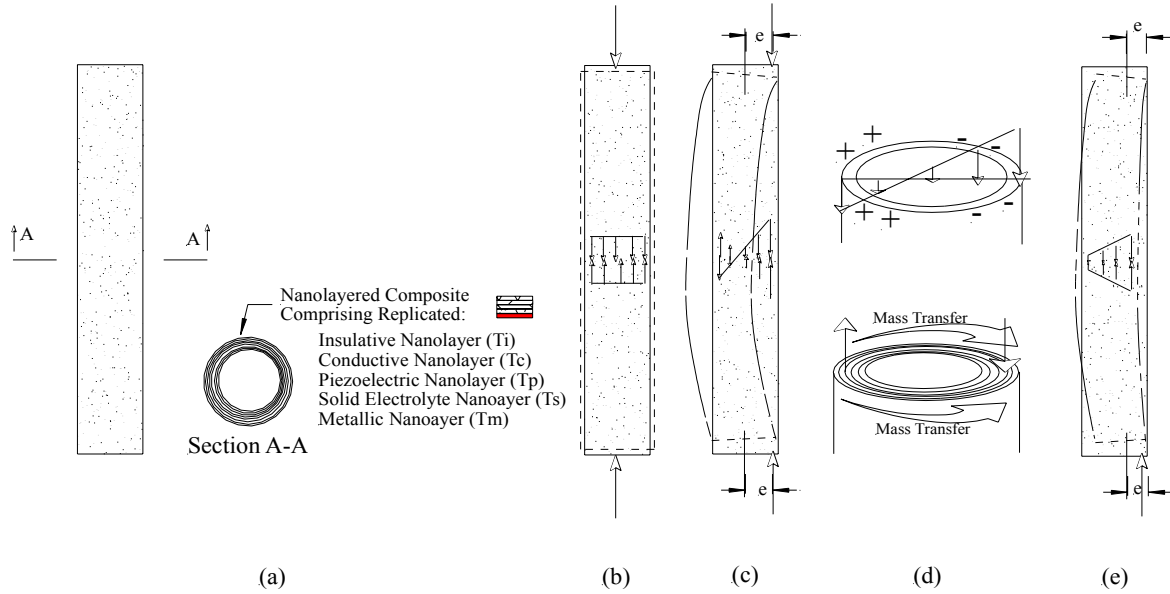 e
e
A
A
Nanolayered Composite
Comprising Replicated:
Insulative Nanolayer (Ti)
Conductive Nanolayer (Tc)
Piezoelectric Nanolayer (Tp)
Solid Electrolyte Nanoayer (Ts)
Metallic Nanoayer (Tm)
Section A-A
+ +
- -
+ +
- -
Mass Transfer
Mass Transfer
e
e
(a)
(b)
(c)
(d)
(e)